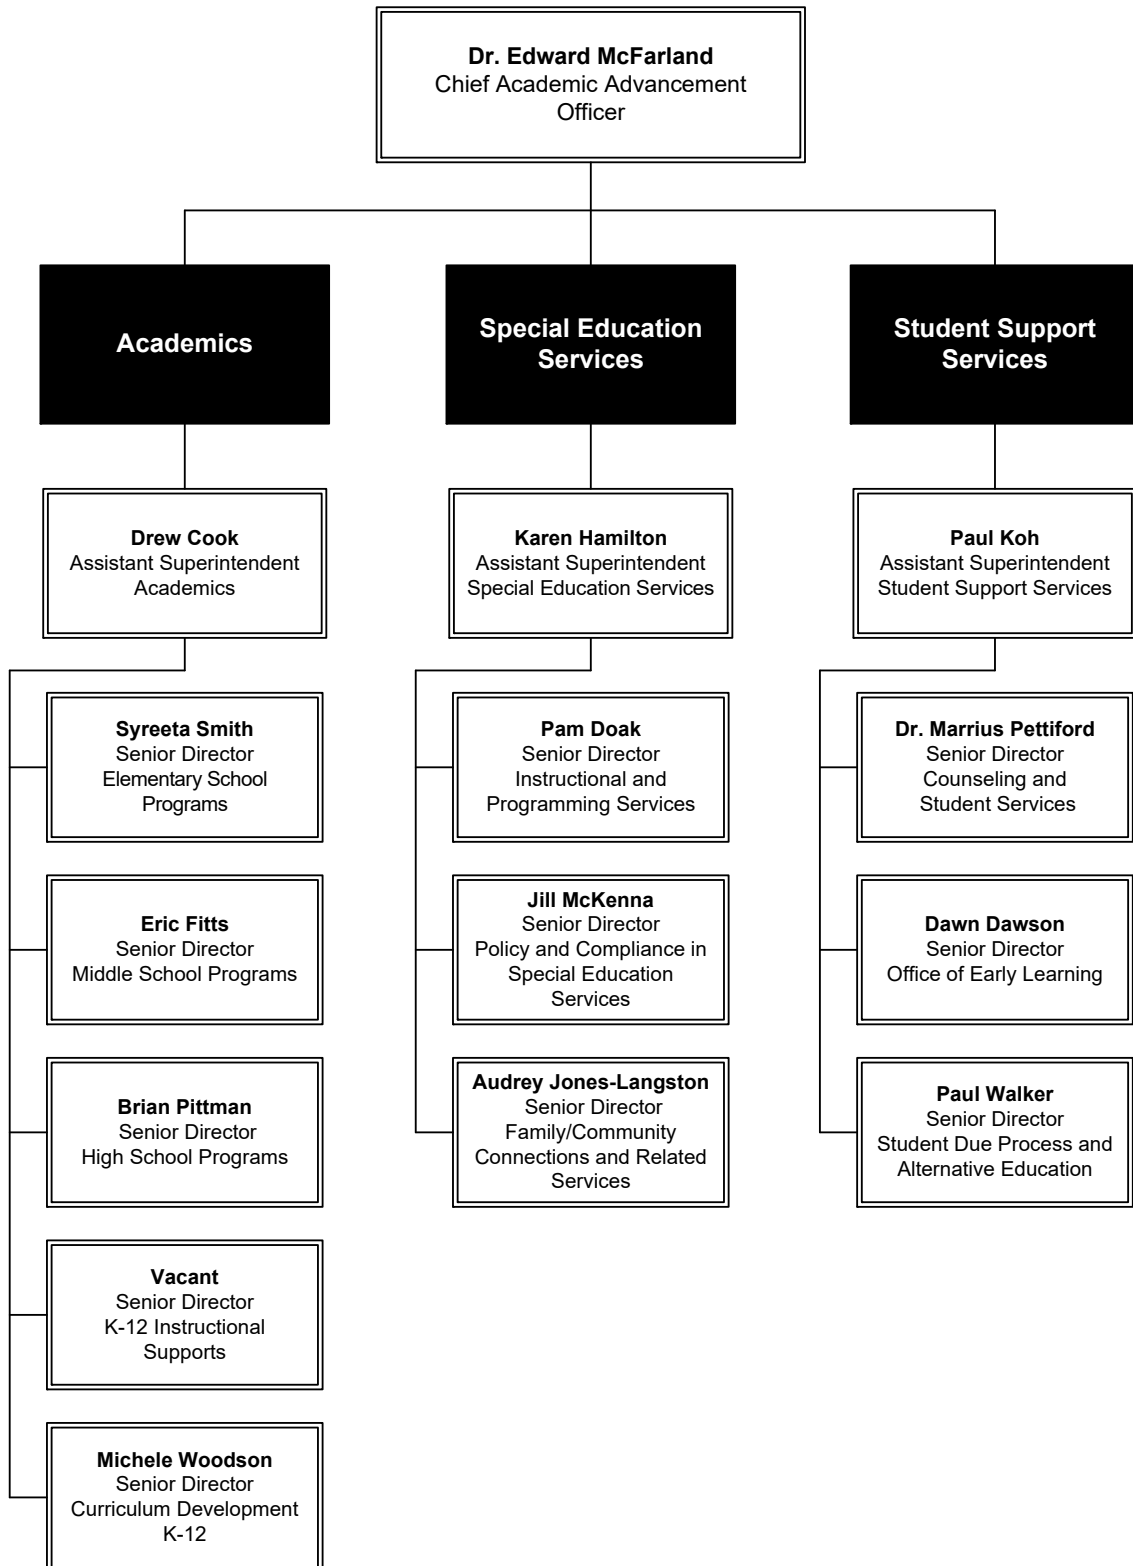 Dr. Edward McFarland
Chief Academic Advancement
Officer
Academics
Special Education
Services
Student Support
Services
Drew Cook
Assistant Superintendent
Academics
Karen Hamilton
Assistant Superintendent
Special Education Services
Paul Koh
Assistant Superintendent
Student Support Services
Syreeta Smith
Senior Director
Elementary School
Programs
Pam Doak
Senior Director
Instructional and
Programming Services
Dr. Marrius Pettiford
Senior Director
Counseling and
Student Services
Eric Fitts
Senior Director
Middle School Programs
Jill McKenna
Senior Director
Policy and Compliance in
Special Education
Services
Dawn Dawson
Senior Director
Office of Early Learning
Brian Pittman
Senior Director
High School Programs
Audrey Jones-Langston
Senior Director
Family/Community
Connections and Related
Services
Paul Walker
Senior Director
Student Due Process and
Alternative Education
Vacant
Senior Director
K-12 Instructional
Supports
Michele Woodson
Senior Director
Curriculum Development
K-12